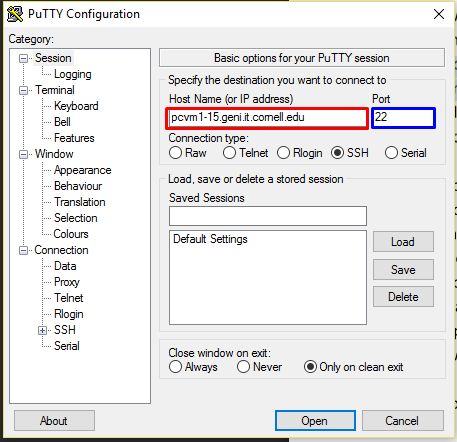 PuTTY Configuration
Category:
Session
Logging
Terminal
Keyboard
Bell
Features
Window
Appearance
Behaviour
Translation
Selection
Colours
Connection
Data
Proxy
Telnet
Rlogin
SSH
Serial
Basic options for your PuTTY session
Specify the destination you want to connect to
Host Name (or IP address) Port
pcvm1-15.geni.it.cornell.edu 22
Connection type:
Raw Telnet Rlogin SSH Serial
Load, save or delete a stored session
Saved Sessions
Default Settings
Load
Save
Delete
Close window on exit:
Always Never Only on clean exit
About Open Cancel